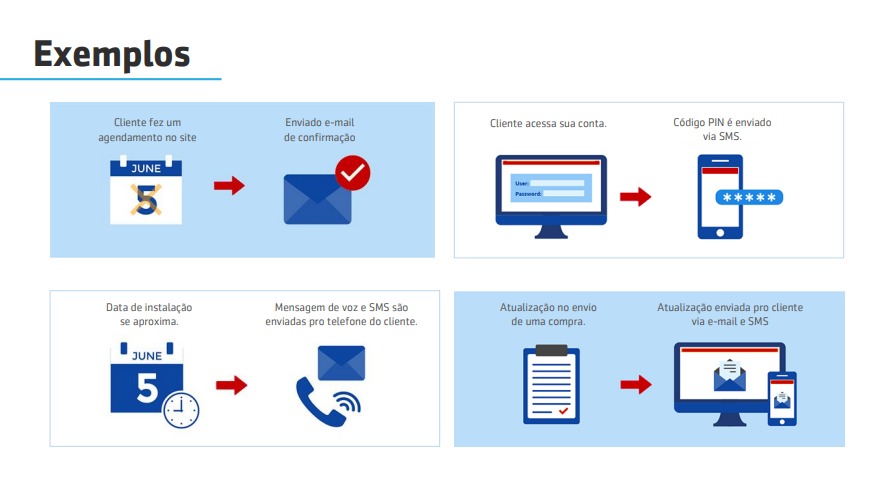 Exemplos
Cliente fez um
agendamento no site
Enviado e-mail
de confirmação
JUNE
5
Cliente acessa sua conta.
Código PIN é enviado
via SMS.
User:
Password:
*****
Data de instalação
se aproxima.
Mensagem de voz e SMS são
enviadas pro telefone do cliente.
JUNE
5
Atualização no envio
de uma compra.
Atualização enviada pro cliente
via e-mail e SMS